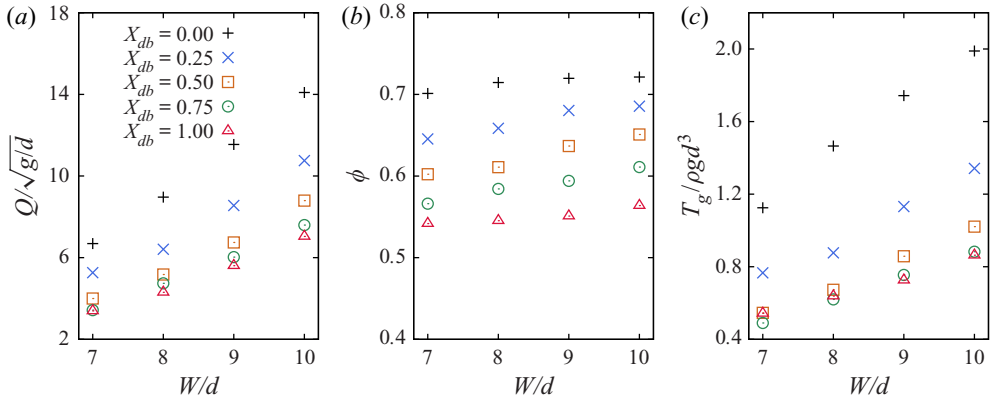 (a)
18
14
10
6
2
Q/√g/d
X_db = 0.00
X_db = 0.25
X_db = 0.50
X_db = 0.75
X_db = 1.00
7 8 9 10
W/d
(b)
0.8
0.7
0.6
0.5
0.4
ϕ
7 8 9 10
W/d
(c)
2.0
1.6
1.2
0.8
0.4
T_g/ρgd³
7 8 9 10
W/d